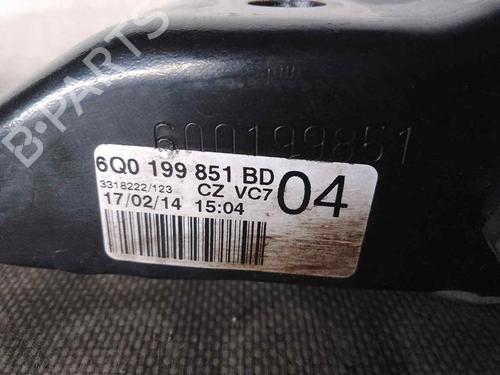 B-PARTS
6Q0199851
6Q0 199 851 BD
3318222/123 CZ VC7 04
17/02/14 15:04